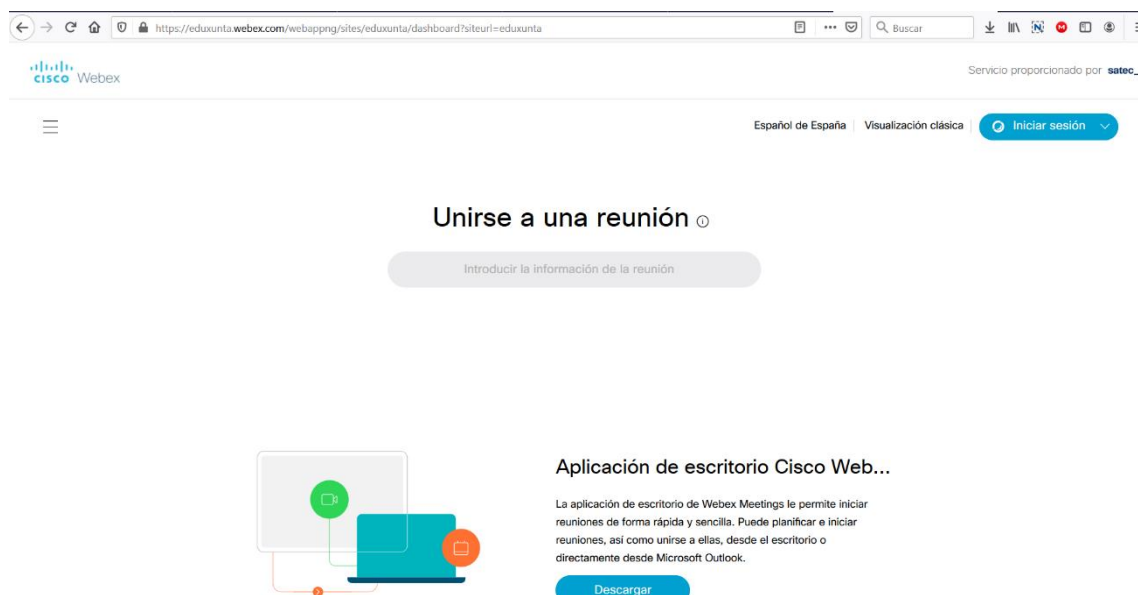 https://eduxunta.webex.com/webappng/sites/eduxunta/dashboard?siteurl=eduxunta
Buscar
cisco Webex
Servicio proporcionado por satec_
Español de España
Visualización clásica
Iniciar sesión
Unirse a una reunión
Introducir la información de la reunión
Aplicación de escritorio Cisco Web...
La aplicación de escritorio de Webex Meetings le permite iniciar
reuniones de forma rápida y sencilla. Puede planificar e iniciar
reuniones, así como unirse a ellas, desde el escritorio o
directamente desde Microsoft Outlook.
Descargar